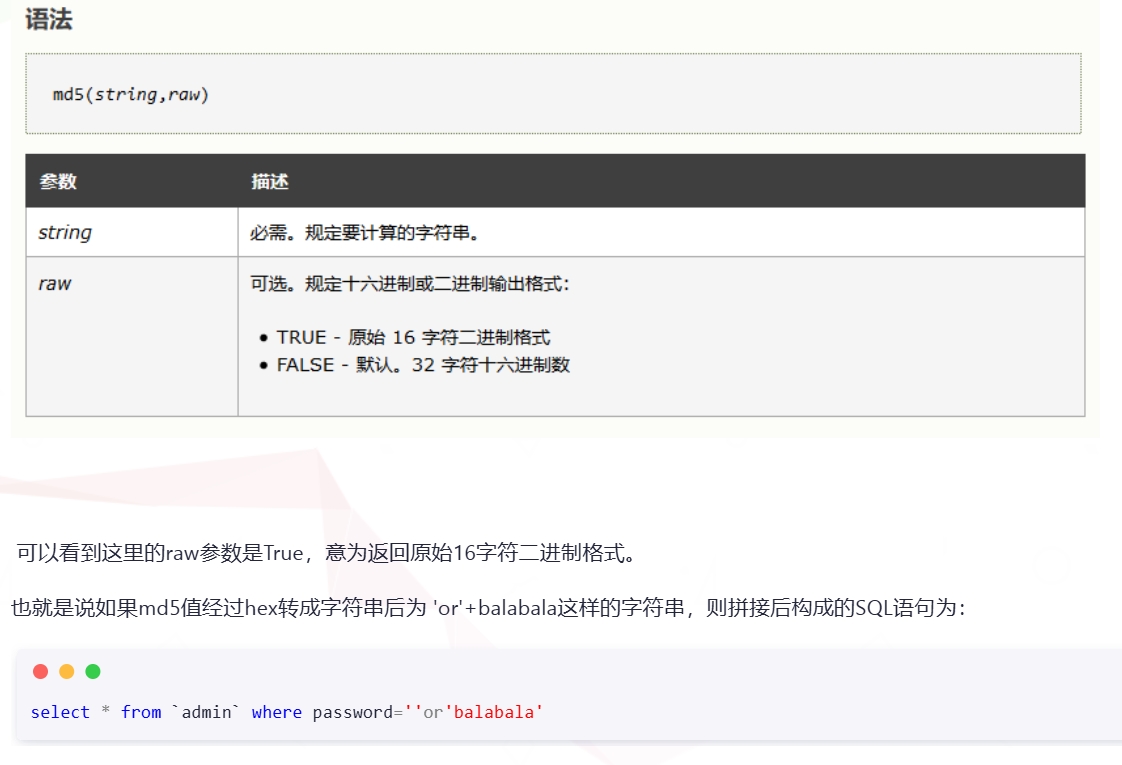 语法
md5(string,raw)
参数 描述
string 必需。规定要计算的字符串。
raw 可选。规定十六进制或二进制输出格式：
● TRUE - 原始 16 字符二进制格式
● FALSE - 默认。32 字符十六进制数
可以看到这里的raw参数是True，意为返回原始16字符二进制格式。
也就是说如果md5值经过hex转成字符串后为 'or'+balabala这样的字符串，则拼接后构成的SQL语句为：
select * from `admin` where password=''or'balabala'